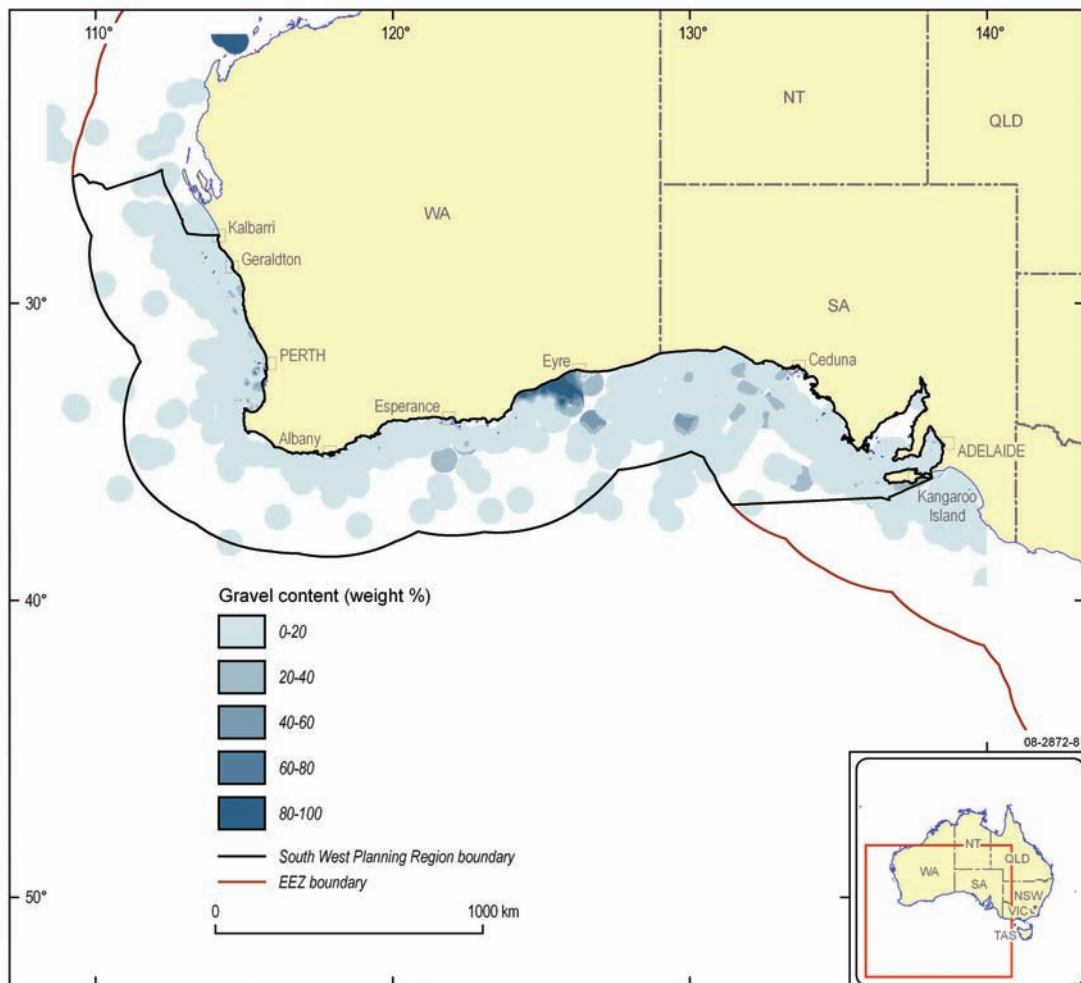 110° 120° 130° 140°
NT
QLD
WA
Kalbarri
Geraldton
30°
SA
PERTH
Eyre
Ceduna
Esperance
Albany
ADELAIDE
Kangaroo
Island
Gravel content (weight %)
0-20
40°
20-40
40-60
08-2872-8
60-80
80-100
South West Planning Region boundary
EEZ boundary
NT
QLD
WA
SA
NSW
50°
VIC
0 1000 km
TAS